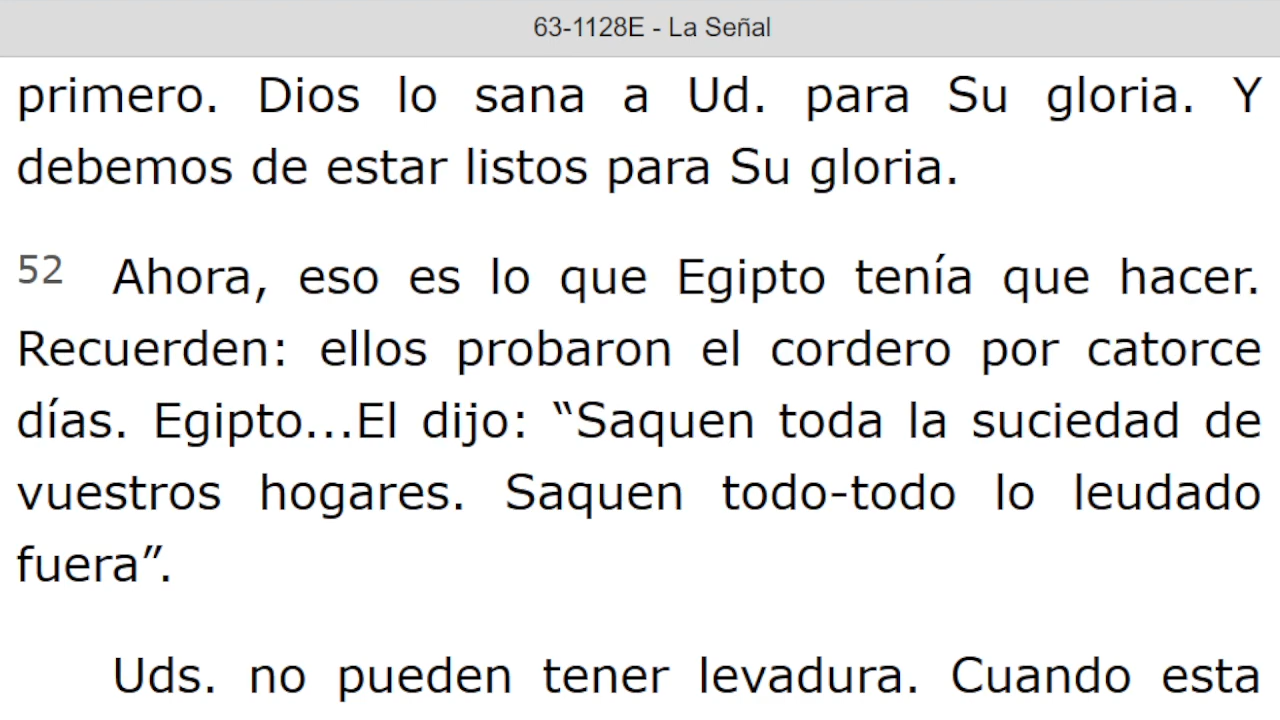 63-1128E - La Señal
primero. Dios lo sana a Ud. para Su gloria. Y
debemos de estar listos para Su gloria.
52 Ahora, eso es lo que Egipto tenía que hacer.
Recuerden: ellos probaron el cordero por catorce
días. Egipto...El dijo: “Saquen toda la suciedad de
vuestros hogares. Saquen todo-todo lo leudado
fuera”.
Uds. no pueden tener levadura. Cuando esta